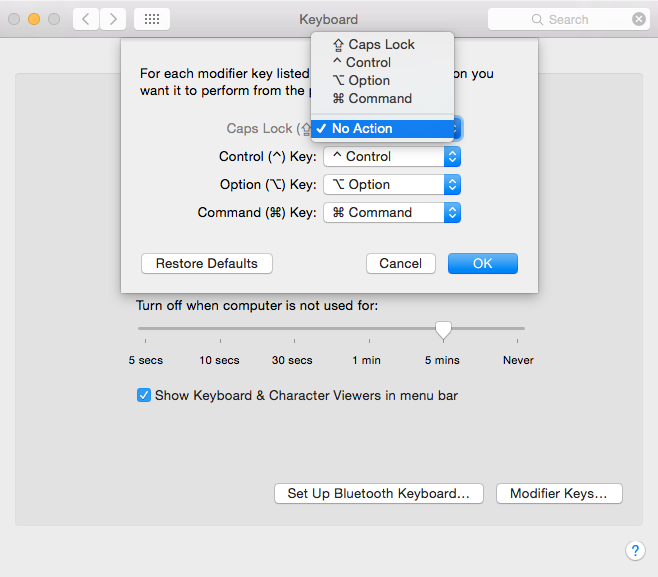 Keyboard
Search
⇪ Caps Lock
⌃ Control
⌥ Option
⌘ Command
✓ No Action
For each modifier key listed on you
want it to perform from the
Caps Lock (⇪
Control (⌃) Key: ⌃ Control
Option (⌥) Key: ⌥ Option
Command (⌘) Key: ⌘ Command
Restore Defaults Cancel OK
Turn off when computer is not used for:
5 secs 10 secs 30 secs 1 min 5 mins Never
Show Keyboard & Character Viewers in menu bar
Set Up Bluetooth Keyboard... Modifier Keys...
?